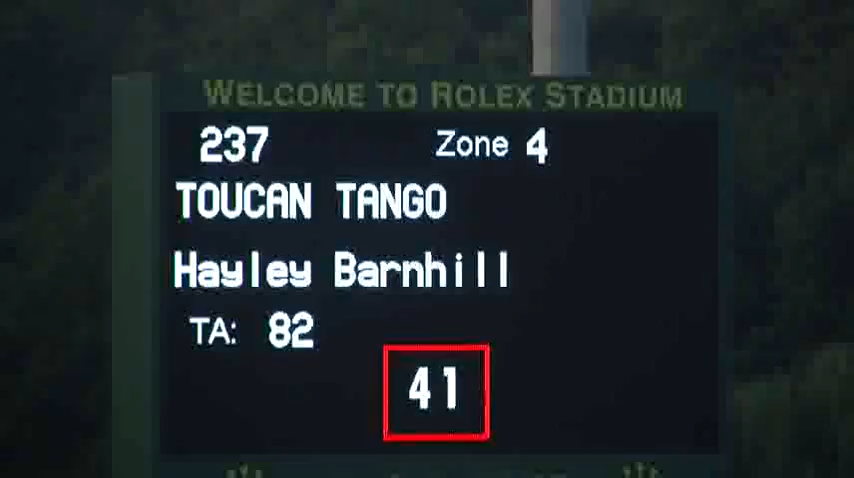 WELCOME TO ROLEX STADIUM
237 Zone 4
TOUCAN TANGO
Hayley Barnhill
TA: 82
41